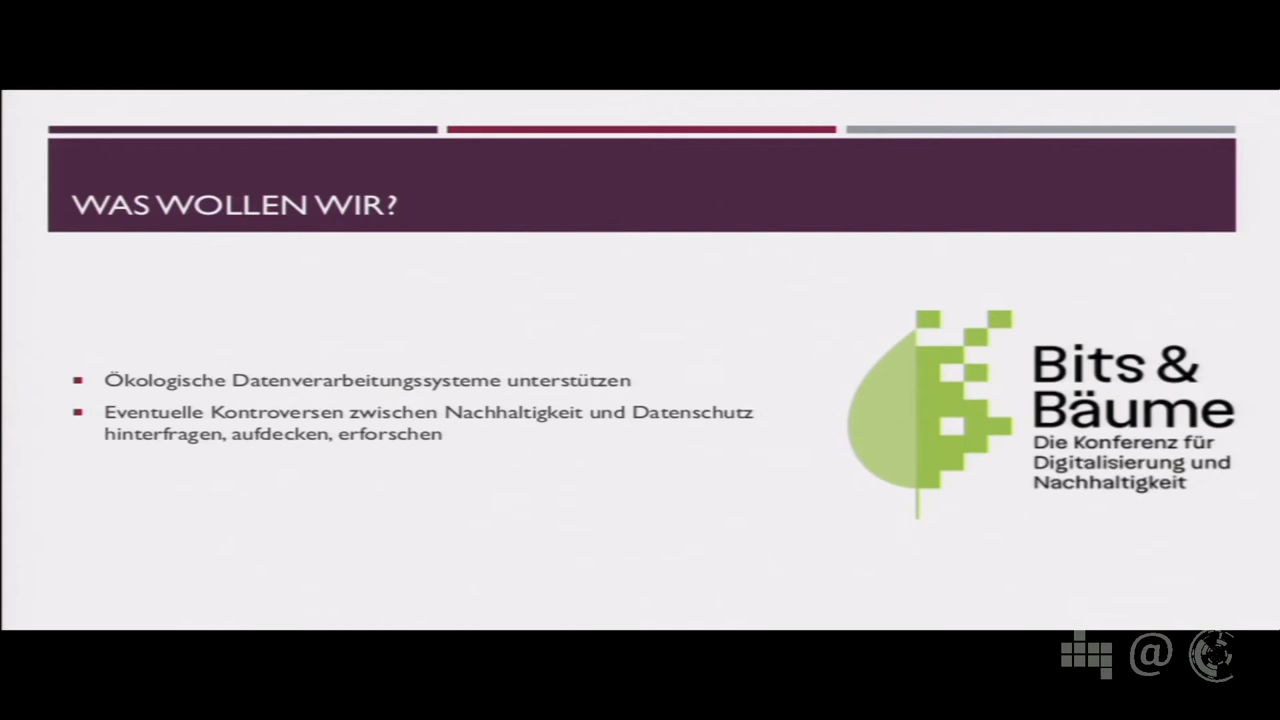 WAS WOLLEN WIR?
Ökologische Datenverarbeitungssysteme unterstützen
Eventuelle Kontroversen zwischen Nachhaltigkeit und Datenschutz
hinterfragen, aufdecken, erforschen
Bits &
Bäume
Die Konferenz für
Digitalisierung und
Nachhaltigkeit
@